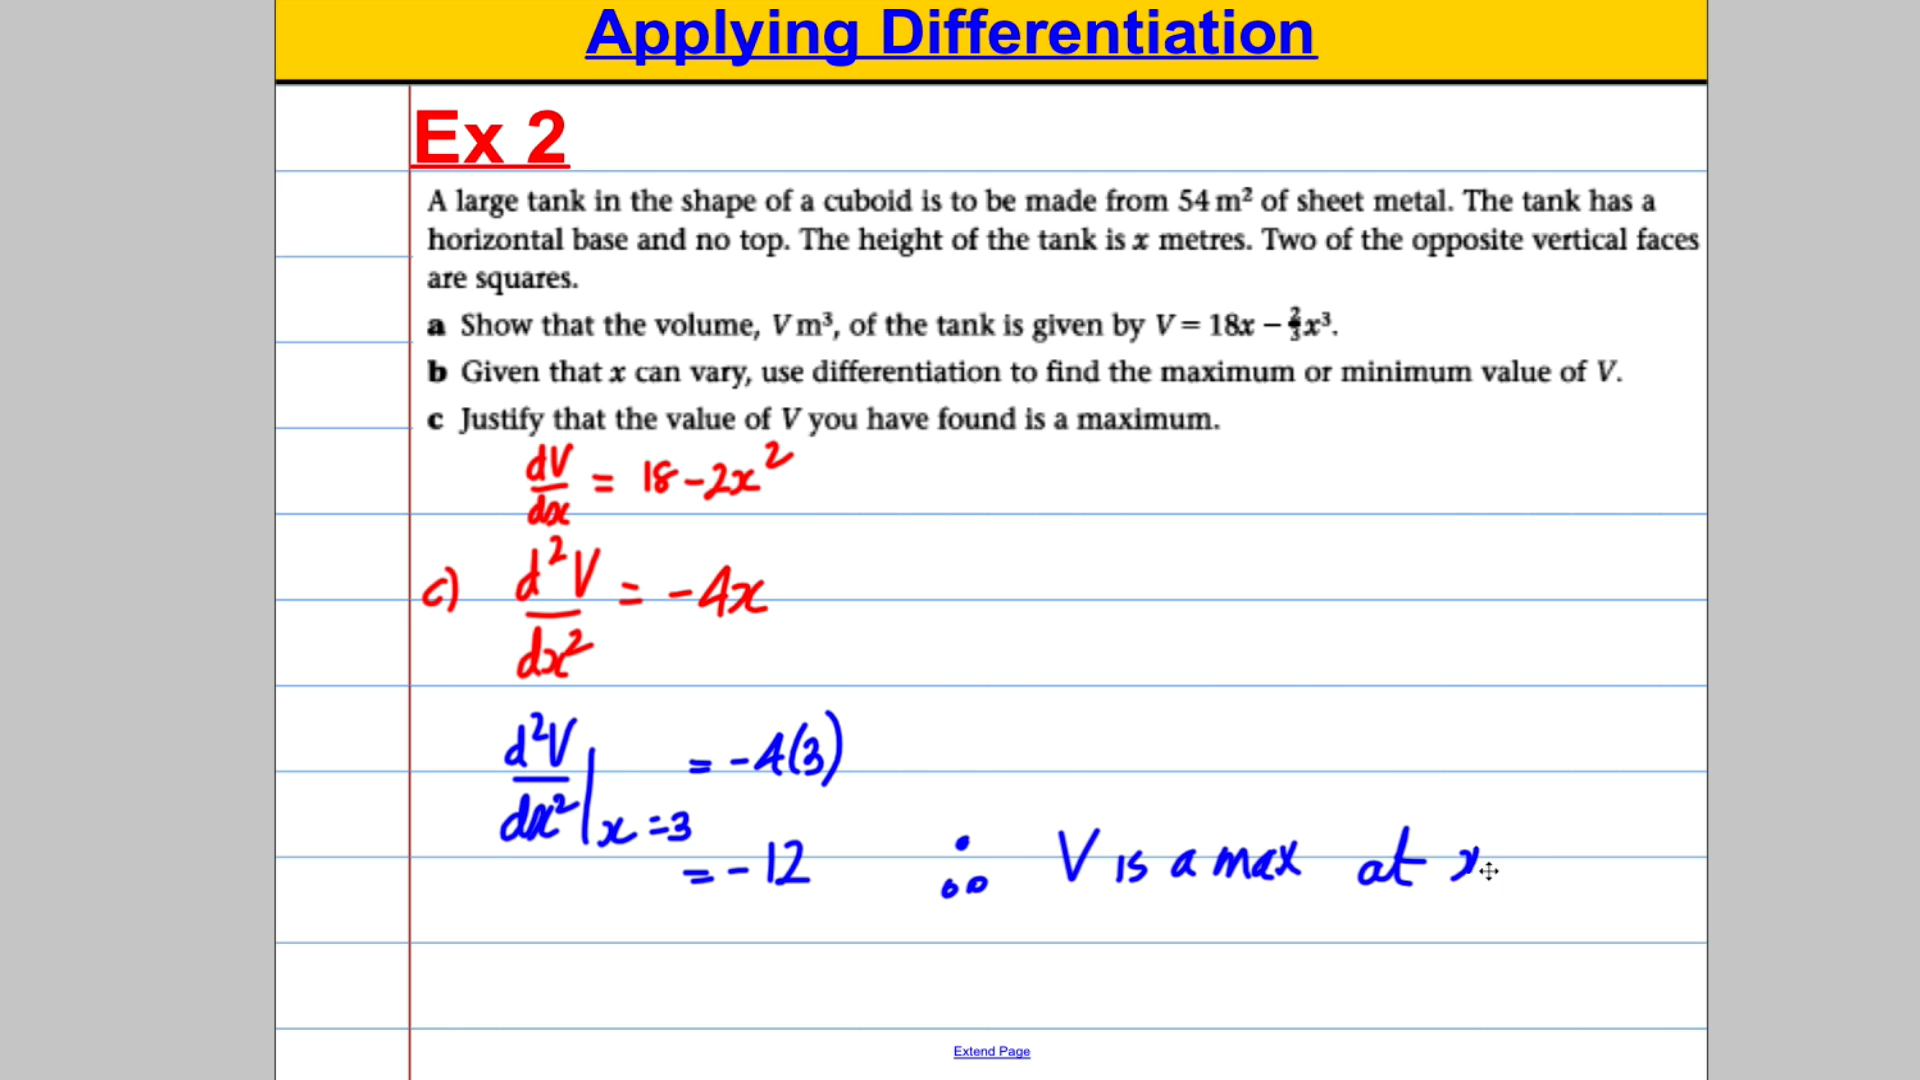 Applying Differentiation
Ex 2
A large tank in the shape of a cuboid is to be made from 54 m² of sheet metal. The tank has a
horizontal base and no top. The height of the tank is x metres. Two of the opposite vertical faces
are squares.
a Show that the volume, V m³, of the tank is given by V = 18x – ⅔x³.
b Given that x can vary, use differentiation to find the maximum or minimum value of V.
c Justify that the value of V you have found is a maximum.
dV/dx = 18 - 2x²
c) d²V/dx² = -4x
d²V/dx² | x=3 = -4(3)
= -12 ∴ V is a max at x
Extend Page